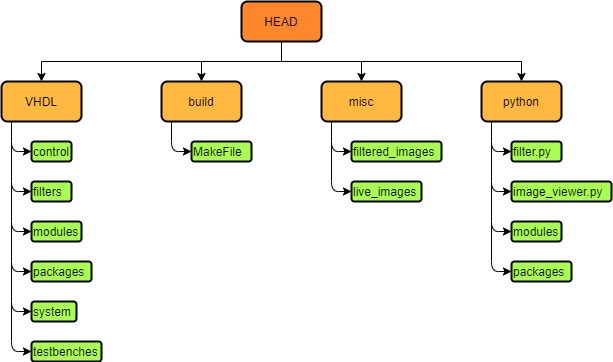 HEAD
VHDL
build
misc
python
control
filters
modules
packages
system
testbenches
MakeFile
filtered_images
live_images
filter.py
image_viewer.py
modules
packages